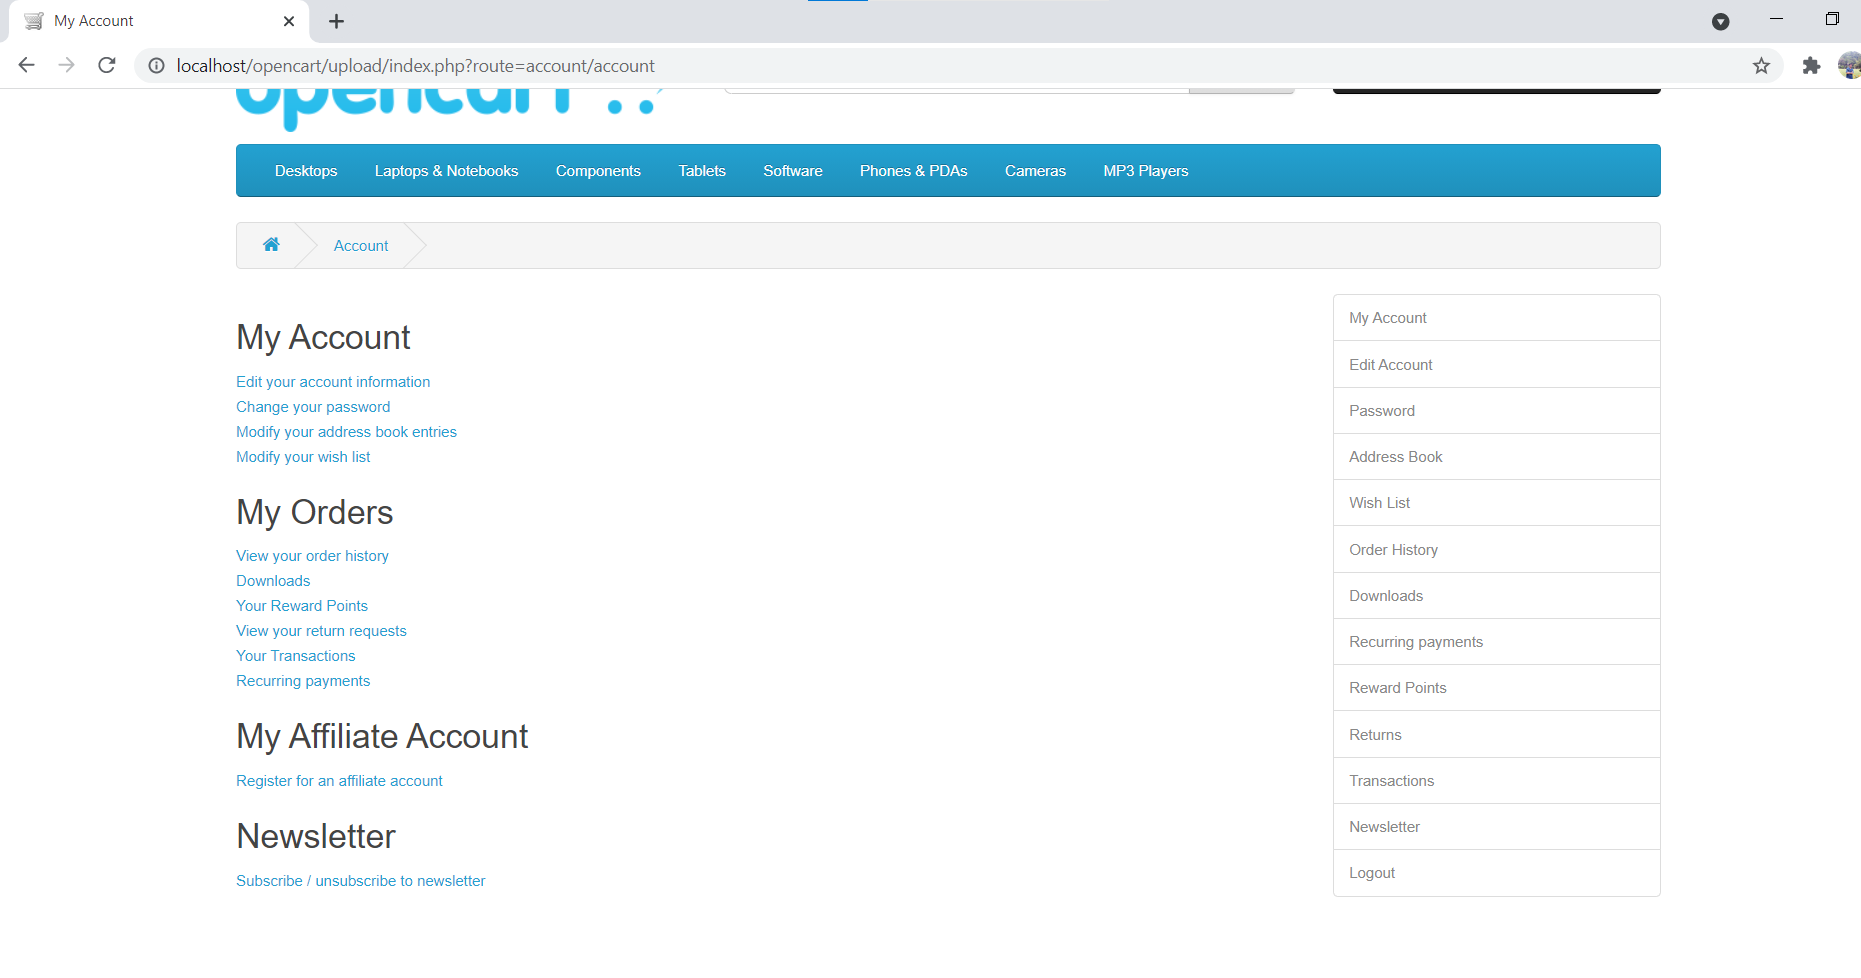 My Account
localhost/opencart/upload/index.php?route=account/account
opencart
Desktops Laptops & Notebooks Components Tablets Software Phones & PDAs Cameras MP3 Players
Account
My Account
Edit your account information
Change your password
Modify your address book entries
Modify your wish list
My Orders
View your order history
Downloads
Your Reward Points
View your return requests
Your Transactions
Recurring payments
My Affiliate Account
Register for an affiliate account
Newsletter
Subscribe / unsubscribe to newsletter
My Account
Edit Account
Password
Address Book
Wish List
Order History
Downloads
Recurring payments
Reward Points
Returns
Transactions
Newsletter
Logout